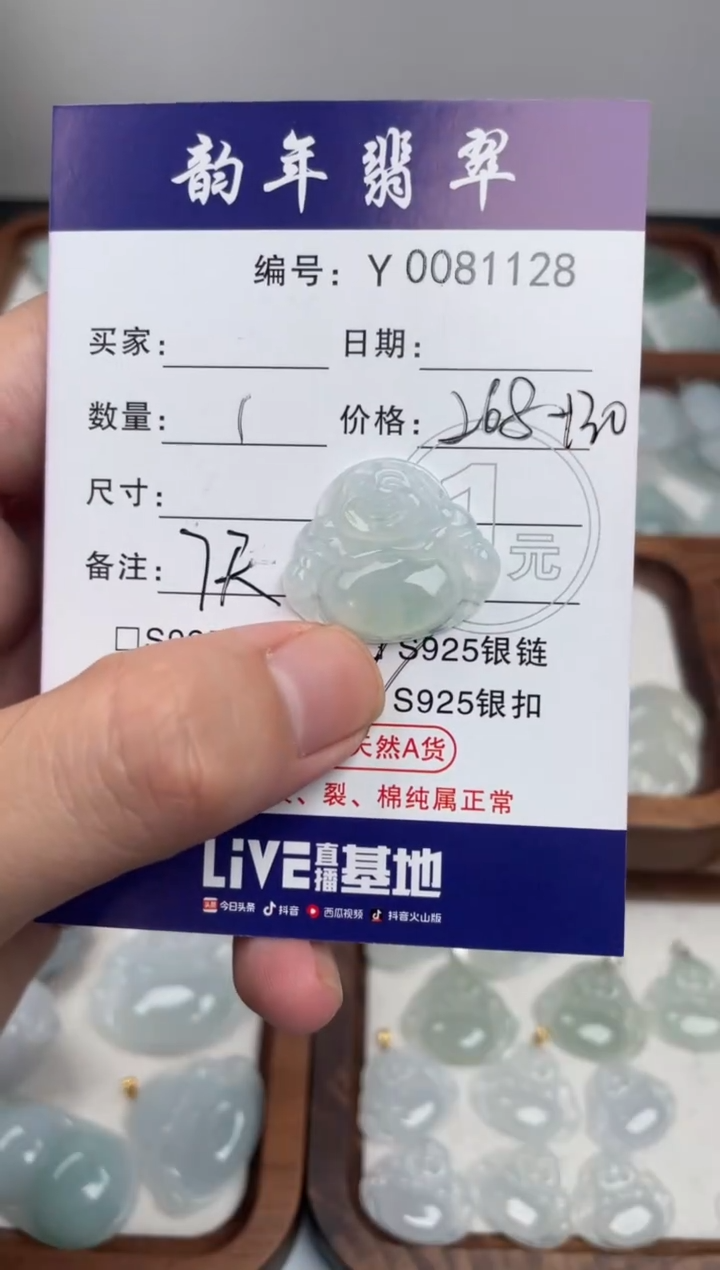 韵年翡翠
编号：Y 0081128
买家： 日期：
数量： 1 价格： 268-130
尺寸： 1元
备注：
S925银链
S925银扣
天然A货
、裂、棉纯属正常
LiVE直播基地
头条 今日头条 抖音 西瓜视频 抖音火山版